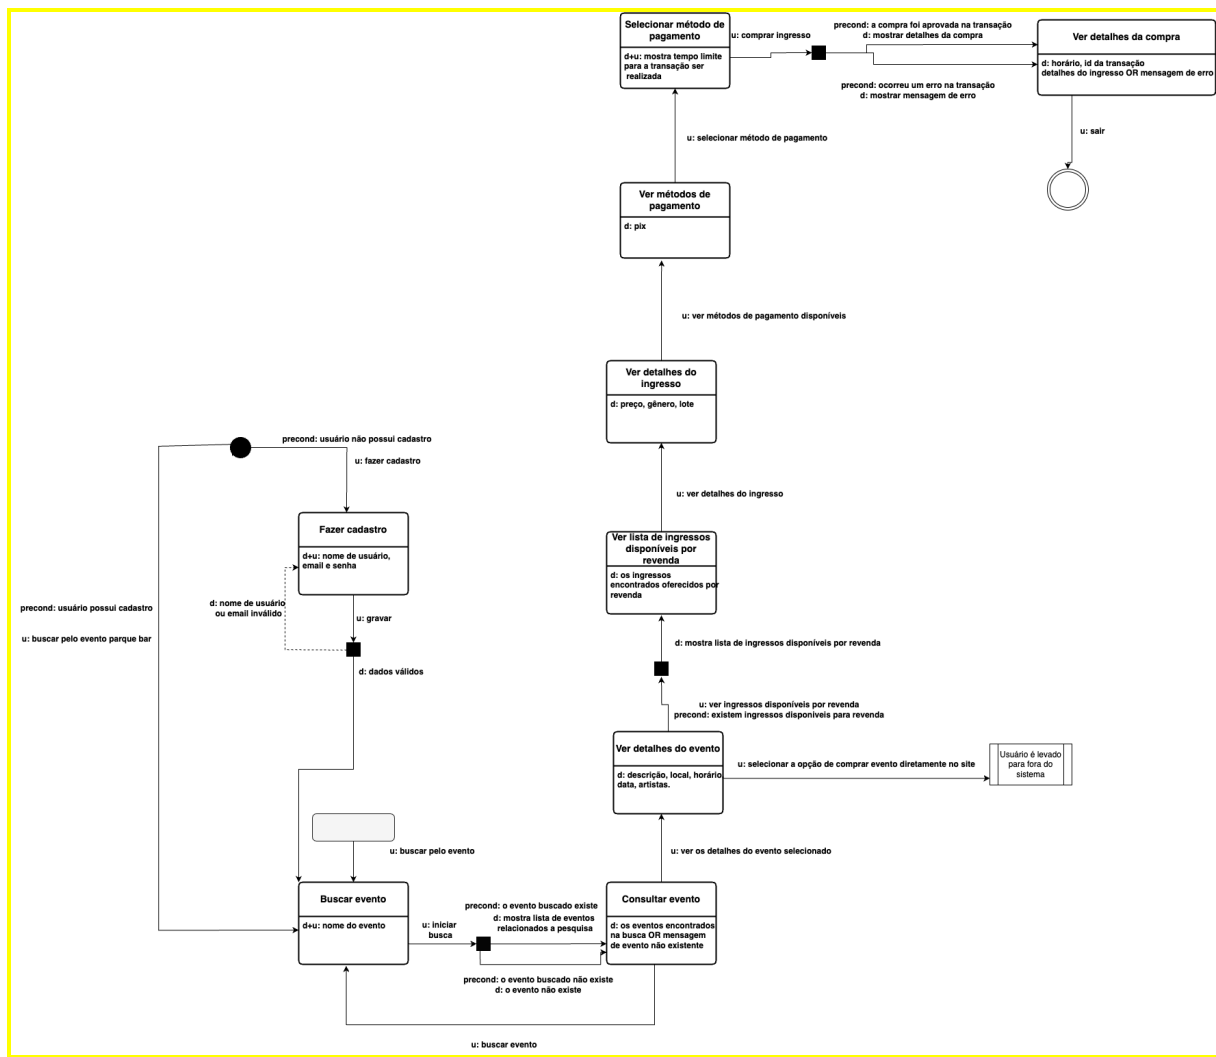 Selecionar método de
pagamento
d+u: mostra tempo limite
para a transação ser
realizada
u: comprar ingresso
precond: a compra foi aprovada na transação
d: mostrar detalhes da compra
precond: ocorreu um erro na transação
d: mostrar mensagem de erro
Ver detalhes da compra
d: horário, id da transação
detalhes do ingresso OR mensagem de erro
u: sair
u: selecionar método de pagamento
Ver métodos de
pagamento
d: pix
u: ver métodos de pagamento disponíveis
Ver detalhes do
ingresso
d: preço, gênero, lote
u: ver detalhes do ingresso
precond: usuário não possui cadastro
u: fazer cadastro
Fazer cadastro
d+u: nome de usuário,
email e senha
d: nome de usuário
ou email inválido
u: gravar
d: dados válidos
precond: usuário possui cadastro
u: buscar pelo evento parque bar
Ver lista de ingressos
disponíveis por
revenda
d: os ingressos
encontrados oferecidos por
revenda
d: mostra lista de ingressos disponíveis por revenda
u: ver ingressos disponíveis por revenda
precond: existem ingressos disponíveis para revenda
Ver detalhes do evento
d: descrição, local, horário
data, artistas.
u: selecionar a opção de comprar evento diretamente no site
Usuário é levado
para fora do
sistema
u: buscar pelo evento
u: ver os detalhes do evento selecionado
Buscar evento
d+u: nome do evento
u: iniciar
busca
precond: o evento buscado existe
d: mostra lista de eventos
relacionados a pesquisa
precond: o evento buscado não existe
d: o evento não existe
Consultar evento
d: os eventos encontrados
na busca OR mensagem
de evento não existente
u: buscar evento